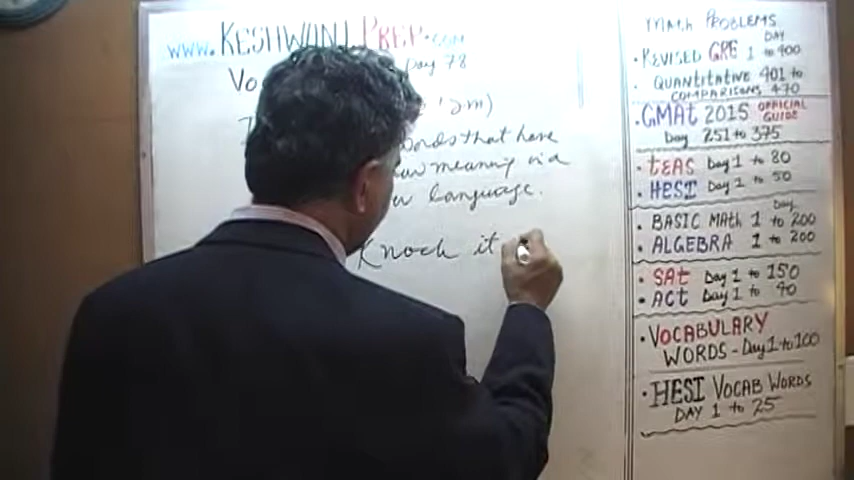 www.KESHWANI PREP.com
Day 78
'əm)
words that have
meaning in a
language.
Knock it
MATH PROBLEMS
DAY
• REVISED GRE 1 to 400
• QUANTITATIVE 401 to
COMPARISONS 470
• GMAT 2015 OFFICIAL GUIDE
Day 251 to 375
• TEAS Day 1 to 80
• HESI Day 1 to 50
Day
• BASIC MATH 1 to 200
• ALGEBRA 1 to 200
• SAT Day 1 to 150
• ACT Day 1 to 90
• VOCABULARY
WORDS - Day 1 to 100
• HESI VOCAB WORDS
DAY 1 to 25